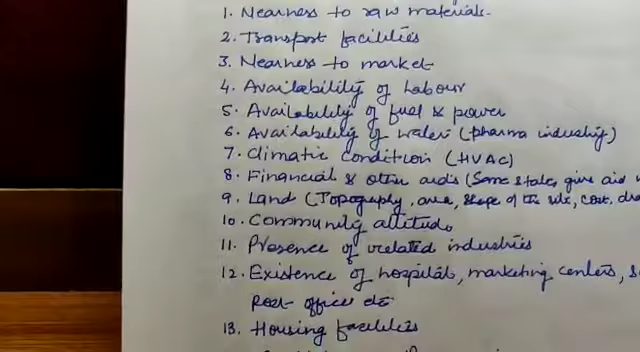 1. Nearness to raw materials.
2. Transport facilities
3. Nearness to market
4. Availability of labour
5. Availability of fuel & power
6. Availability of water (pharma industry)
7. Climatic condition (HVAC)
8. Financial & other aids (Some states give aid
9. Land (Topography, area, shape of the site, cost,
10. Community attitude
11. Presence of related industries
12. Existence of hospitals, marketing centers,
Post offices etc
13. Housing facilities